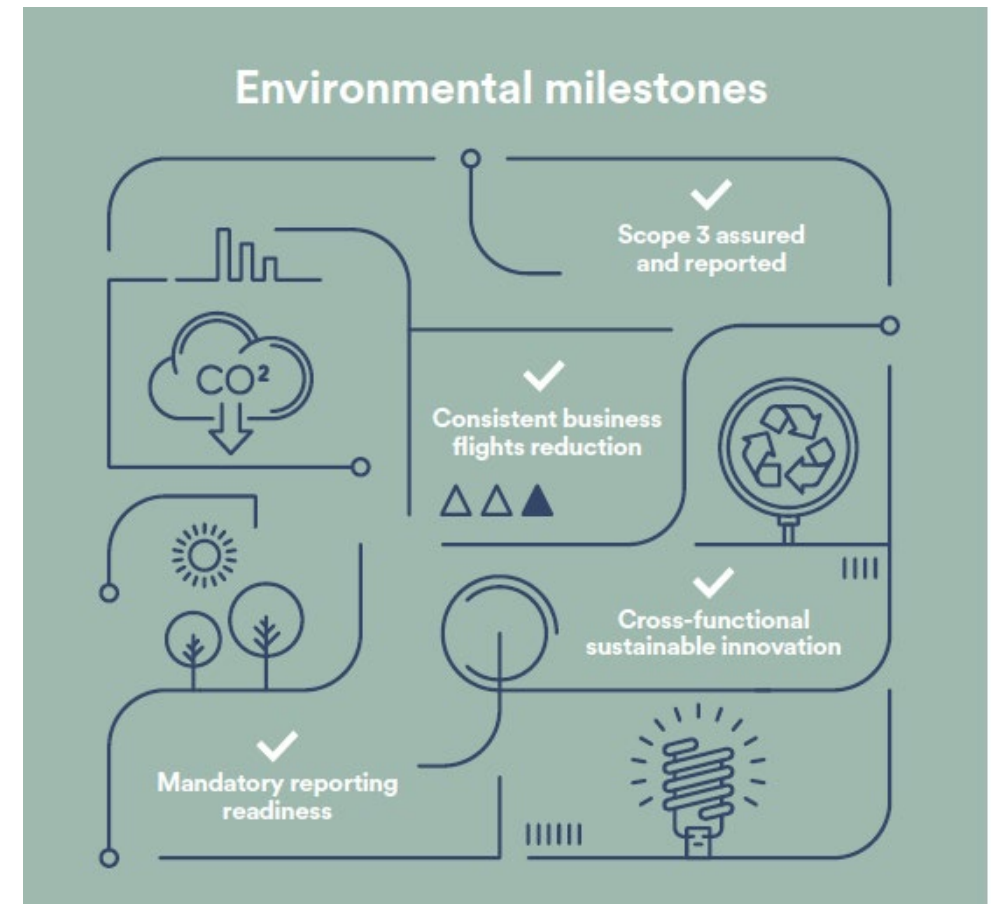 Environmental milestones
Scope 3 assured
and reported
CO²
Consistent business
flights reduction
Cross-functional
sustainable innovation
Mandatory reporting
readiness